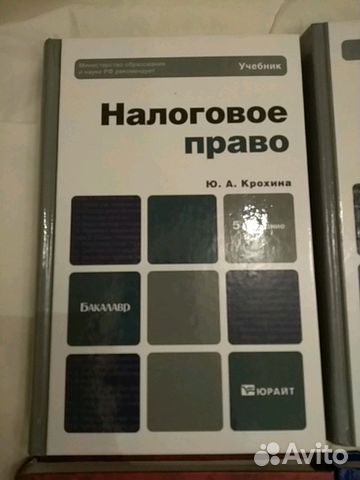 Министерство образования
и науки РФ рекомендует
Учебник
Налоговое
право
Ю. А. Крохина
Бакалавр
ЮРАЙТ
Avito